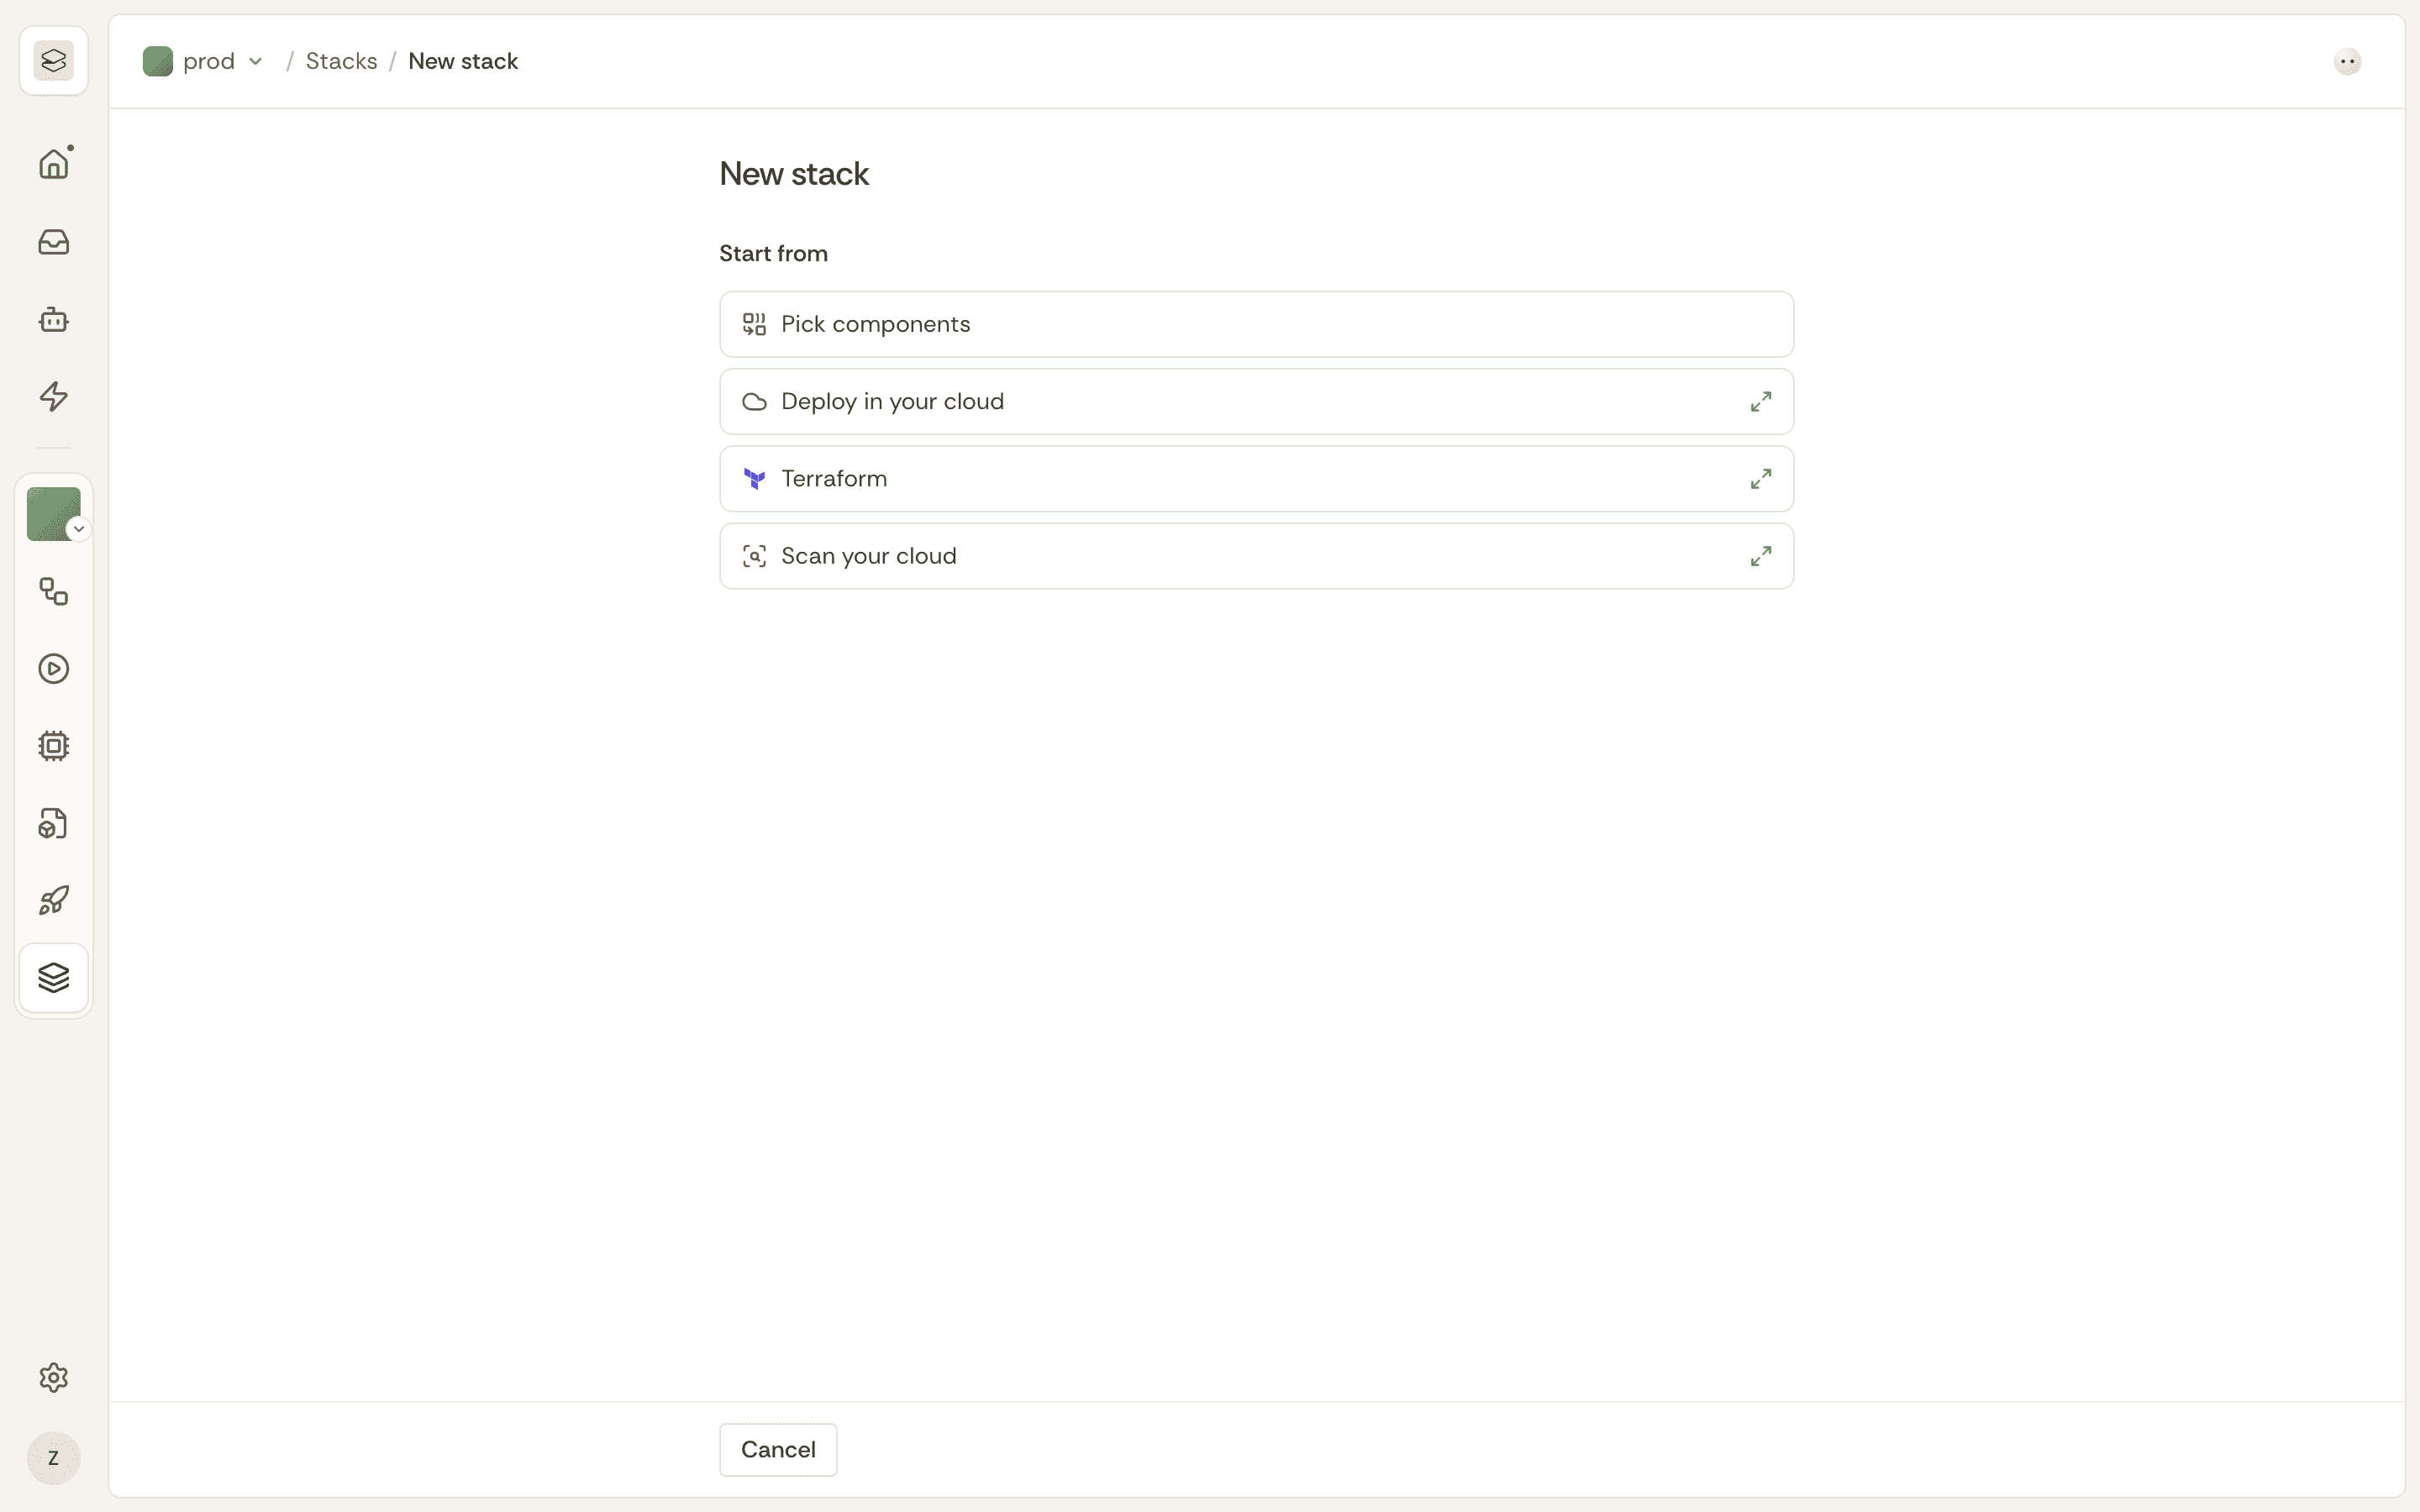 prod / Stacks / New stack
New stack
Start from
Pick components
Deploy in your cloud
Terraform
Scan your cloud
Z
Cancel